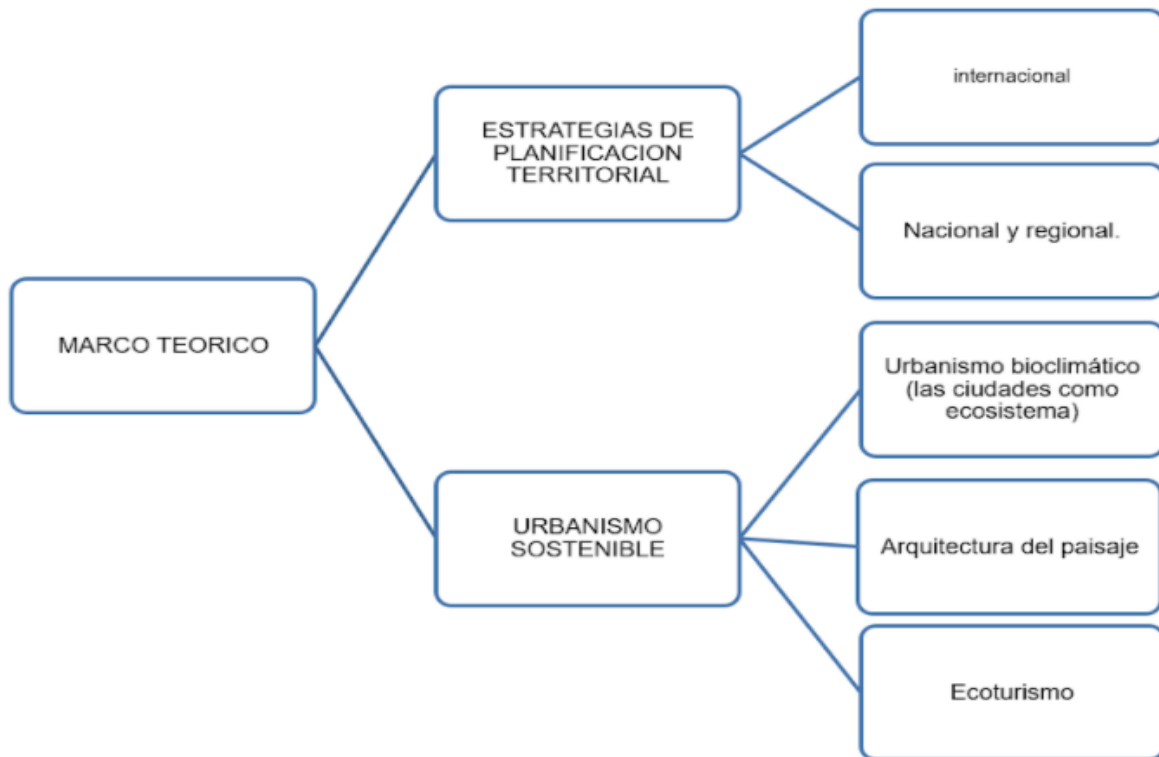 MARCO TEORICO
ESTRATEGIAS DE
PLANIFICACION
TERRITORIAL
internacional
Nacional y regional.
URBANISMO
SOSTENIBLE
Urbanismo bioclimático
(las ciudades como
ecosistema)
Arquitectura del paisaje
Ecoturismo